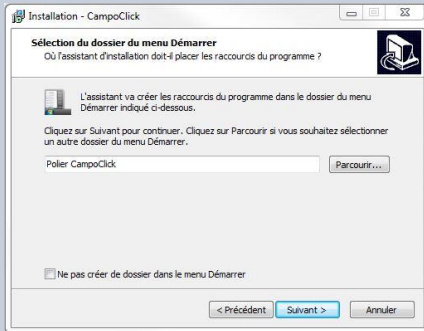 Installation - CampoClick
Sélection du dossier du menu Démarrer
Où l'assistant d'installation doit-il placer les raccourcis du programme ?
L'assistant va créer les raccourcis du programme dans le dossier du menu
Démarrer indiqué ci-dessous.
Cliquez sur Suivant pour continuer. Cliquez sur Parcourir si vous souhaitez sélectionner
un autre dossier du menu Démarrer.
Polier CampoClick
Parcourir...
Ne pas créer de dossier dans le menu Démarrer
< Précédent
Suivant >
Annuler